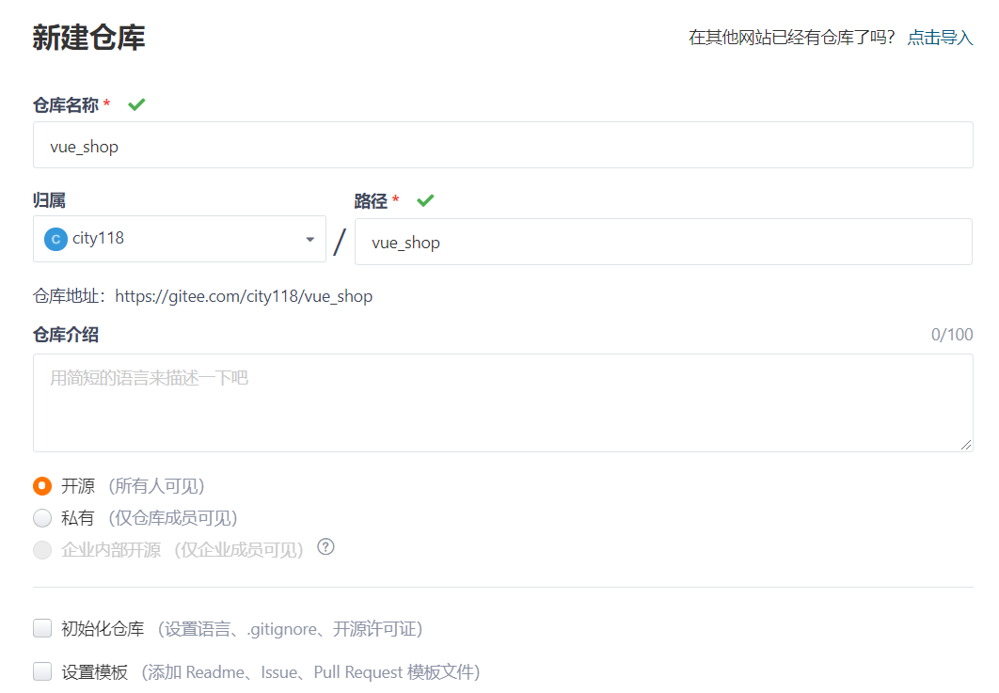 新建仓库
在其他网站已经有仓库了吗？ 点击导入
仓库名称 *
vue_shop
归属
路径 *
C city118
/
vue_shop
仓库地址：https://gitee.com/city118/vue_shop
仓库介绍
0/100
用简短的语言来描述一下吧
开源 （所有人可见）
私有 （仅仓库成员可见）
企业内部开源 （仅企业成员可见） ?
初始化仓库 （设置语言、.gitignore、开源许可证）
设置模板 （添加 Readme、Issue、Pull Request 模板文件）